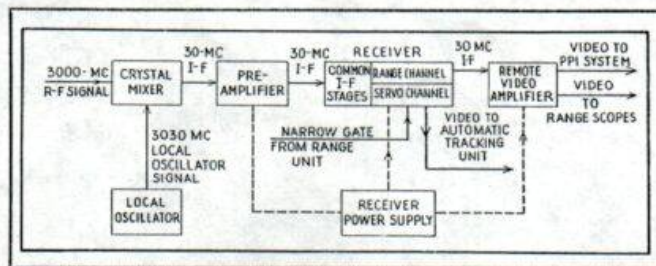 3000-MC
R-F SIGNAL
CRYSTAL
MIXER
30-MC
I-F
PRE-
AMPLIFIER
30-MC
I-F
RECEIVER
COMMON
I-F
STAGES
RANGE CHANNEL
SERVO CHANNEL
30 MC
I-F
REMOTE
VIDEO
AMPLIFIER
VIDEO TO
PPI SYSTEM
VIDEO
TO
RANGE SCOPES
3030 MC
LOCAL
OSCILLATOR
SIGNAL
NARROW GATE
FROM RANGE
UNIT
VIDEO TO
AUTOMATIC
TRACKING
UNIT
LOCAL
OSCILLATOR
RECEIVER
POWER SUPPLY